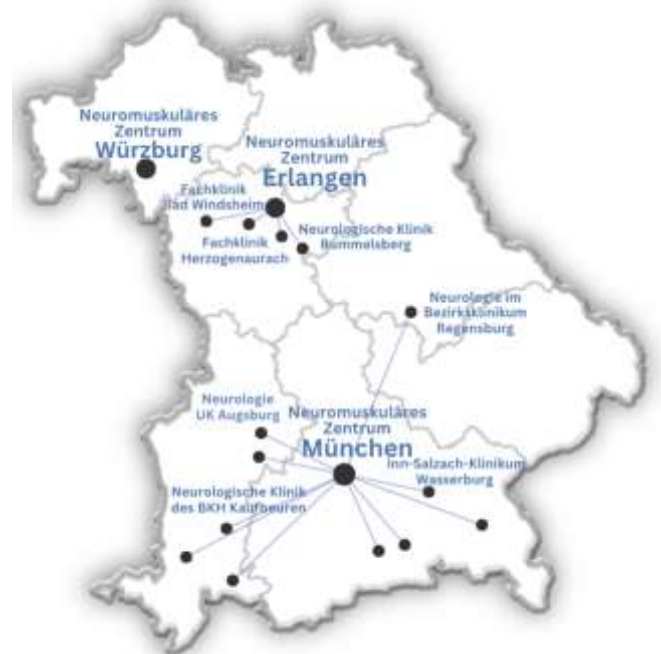 Neuromuskuläres
Zentrum
Würzburg
Neuromuskuläres
Zentrum
Erlangen
Fachklinik
Bad Windsheim
Fachklinik
Herzogenaurach
Neurologische Klinik
Rummelsberg
Neurologie im
Bezirksklinikum
Regensburg
Neurologie
UK Augsburg
Neuromuskuläres
Zentrum
München
Inn-Salzach-Klinikum
Wasserburg
Neurologische Klinik
des BKH Kaufbeuren